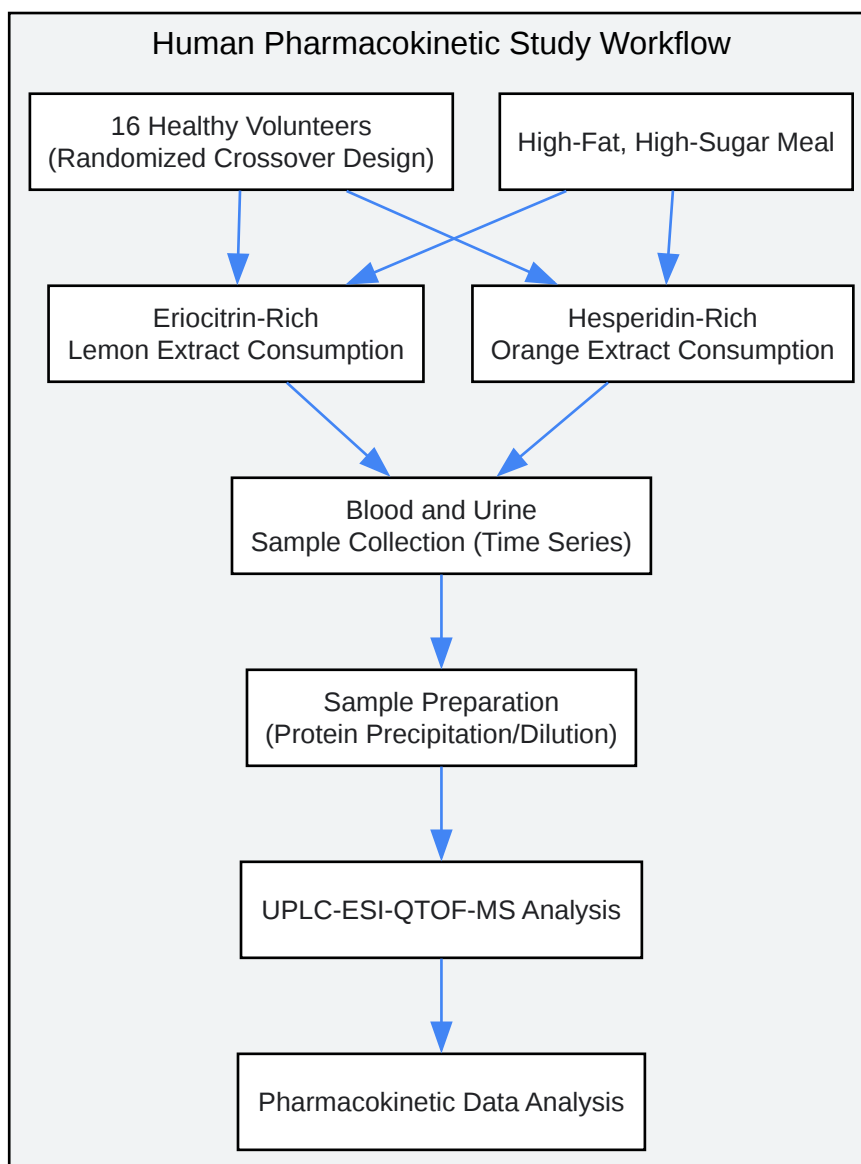 Human Pharmacokinetic Study Workflow
16 Healthy Volunteers
(Randomized Crossover Design)
High-Fat, High-Sugar Meal
Eriocitrin-Rich
Lemon Extract Consumption
Hesperidin-Rich
Orange Extract Consumption
Blood and Urine
Sample Collection (Time Series)
Sample Preparation
(Protein Precipitation/Dilution)
UPLC-ESI-QTOF-MS Analysis
Pharmacokinetic Data Analysis